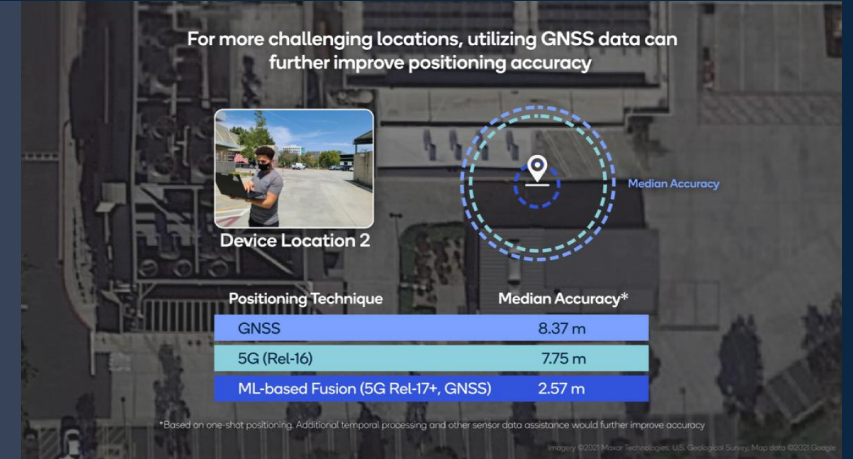 For more challenging locations, utilizing GNSS data can
further improve positioning accuracy
Median Accuracy
Device Location 2
Positioning Technique Median Accuracy*
GNSS 8.37 m
5G (Rel-16) 7.75 m
ML-based Fusion (5G Rel-17+, GNSS) 2.57 m
*Based on one-shot positioning. Additional temporal processing and other sensor data assistance would further improve accuracy
Imagery ©2021 Maxar Technologies, U.S. Geological Survey, Map data ©2021 Google